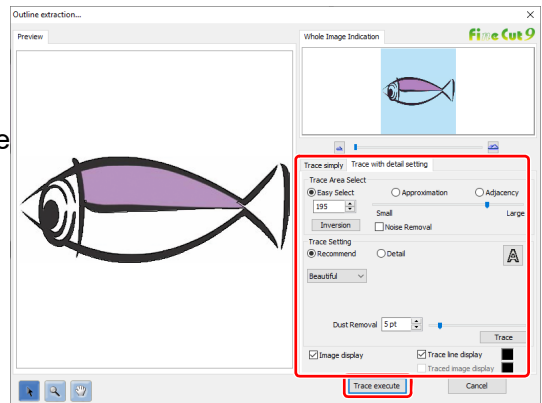 Outline extraction...
Preview
Whole Image Indication
Fine Cut 9
e
Trace simply Trace with detail setting
Trace Area Select
Easy Select Approximation Adjacency
195
Small Large
Inversion Noise Removal
Trace Setting
Recommend Detail
A
Beautiful
Dust Removal 5 pt
Trace
Image display Trace line display
Traced image display
Trace execute Cancel